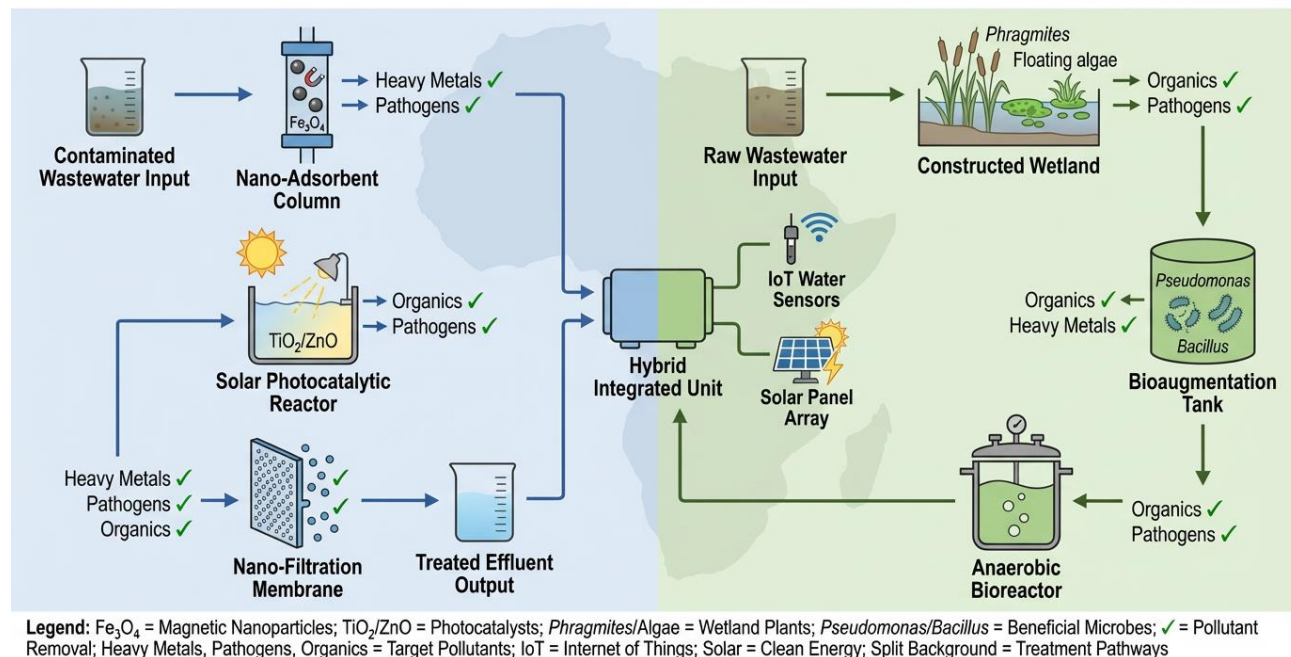 Contaminated
Wastewater Input
Fe₃O₄
Nano-Adsorbent
Column
Heavy Metals ✓
Pathogens ✓
TiO₂/ZnO
Solar Photocatalytic
Reactor
Organics ✓
Pathogens ✓
Heavy Metals ✓
Pathogens ✓
Organics ✓
Nano-Filtration
Membrane
Treated Effluent
Output
Hybrid
Integrated Unit
IoT Water
Sensors
Solar Panel
Array
Raw Wastewater
Input
Phragmites
Floating algae
Constructed Wetland
Organics ✓
Pathogens ✓
Pseudomonas
Bacillus
Bioaugmentation
Tank
Organics ✓
Heavy Metals ✓
Organics ✓
Pathogens ✓
Anaerobic
Bioreactor
Legend: Fe₃O₄ = Magnetic Nanoparticles; TiO₂/ZnO = Photocatalysts; Phragmites/Algae = Wetland Plants; Pseudomonas/Bacillus = Beneficial Microbes; ✓ = Pollutant
Removal; Heavy Metals, Pathogens, Organics = Target Pollutants; IoT = Internet of Things; Solar = Clean Energy; Split Background = Treatment Pathways